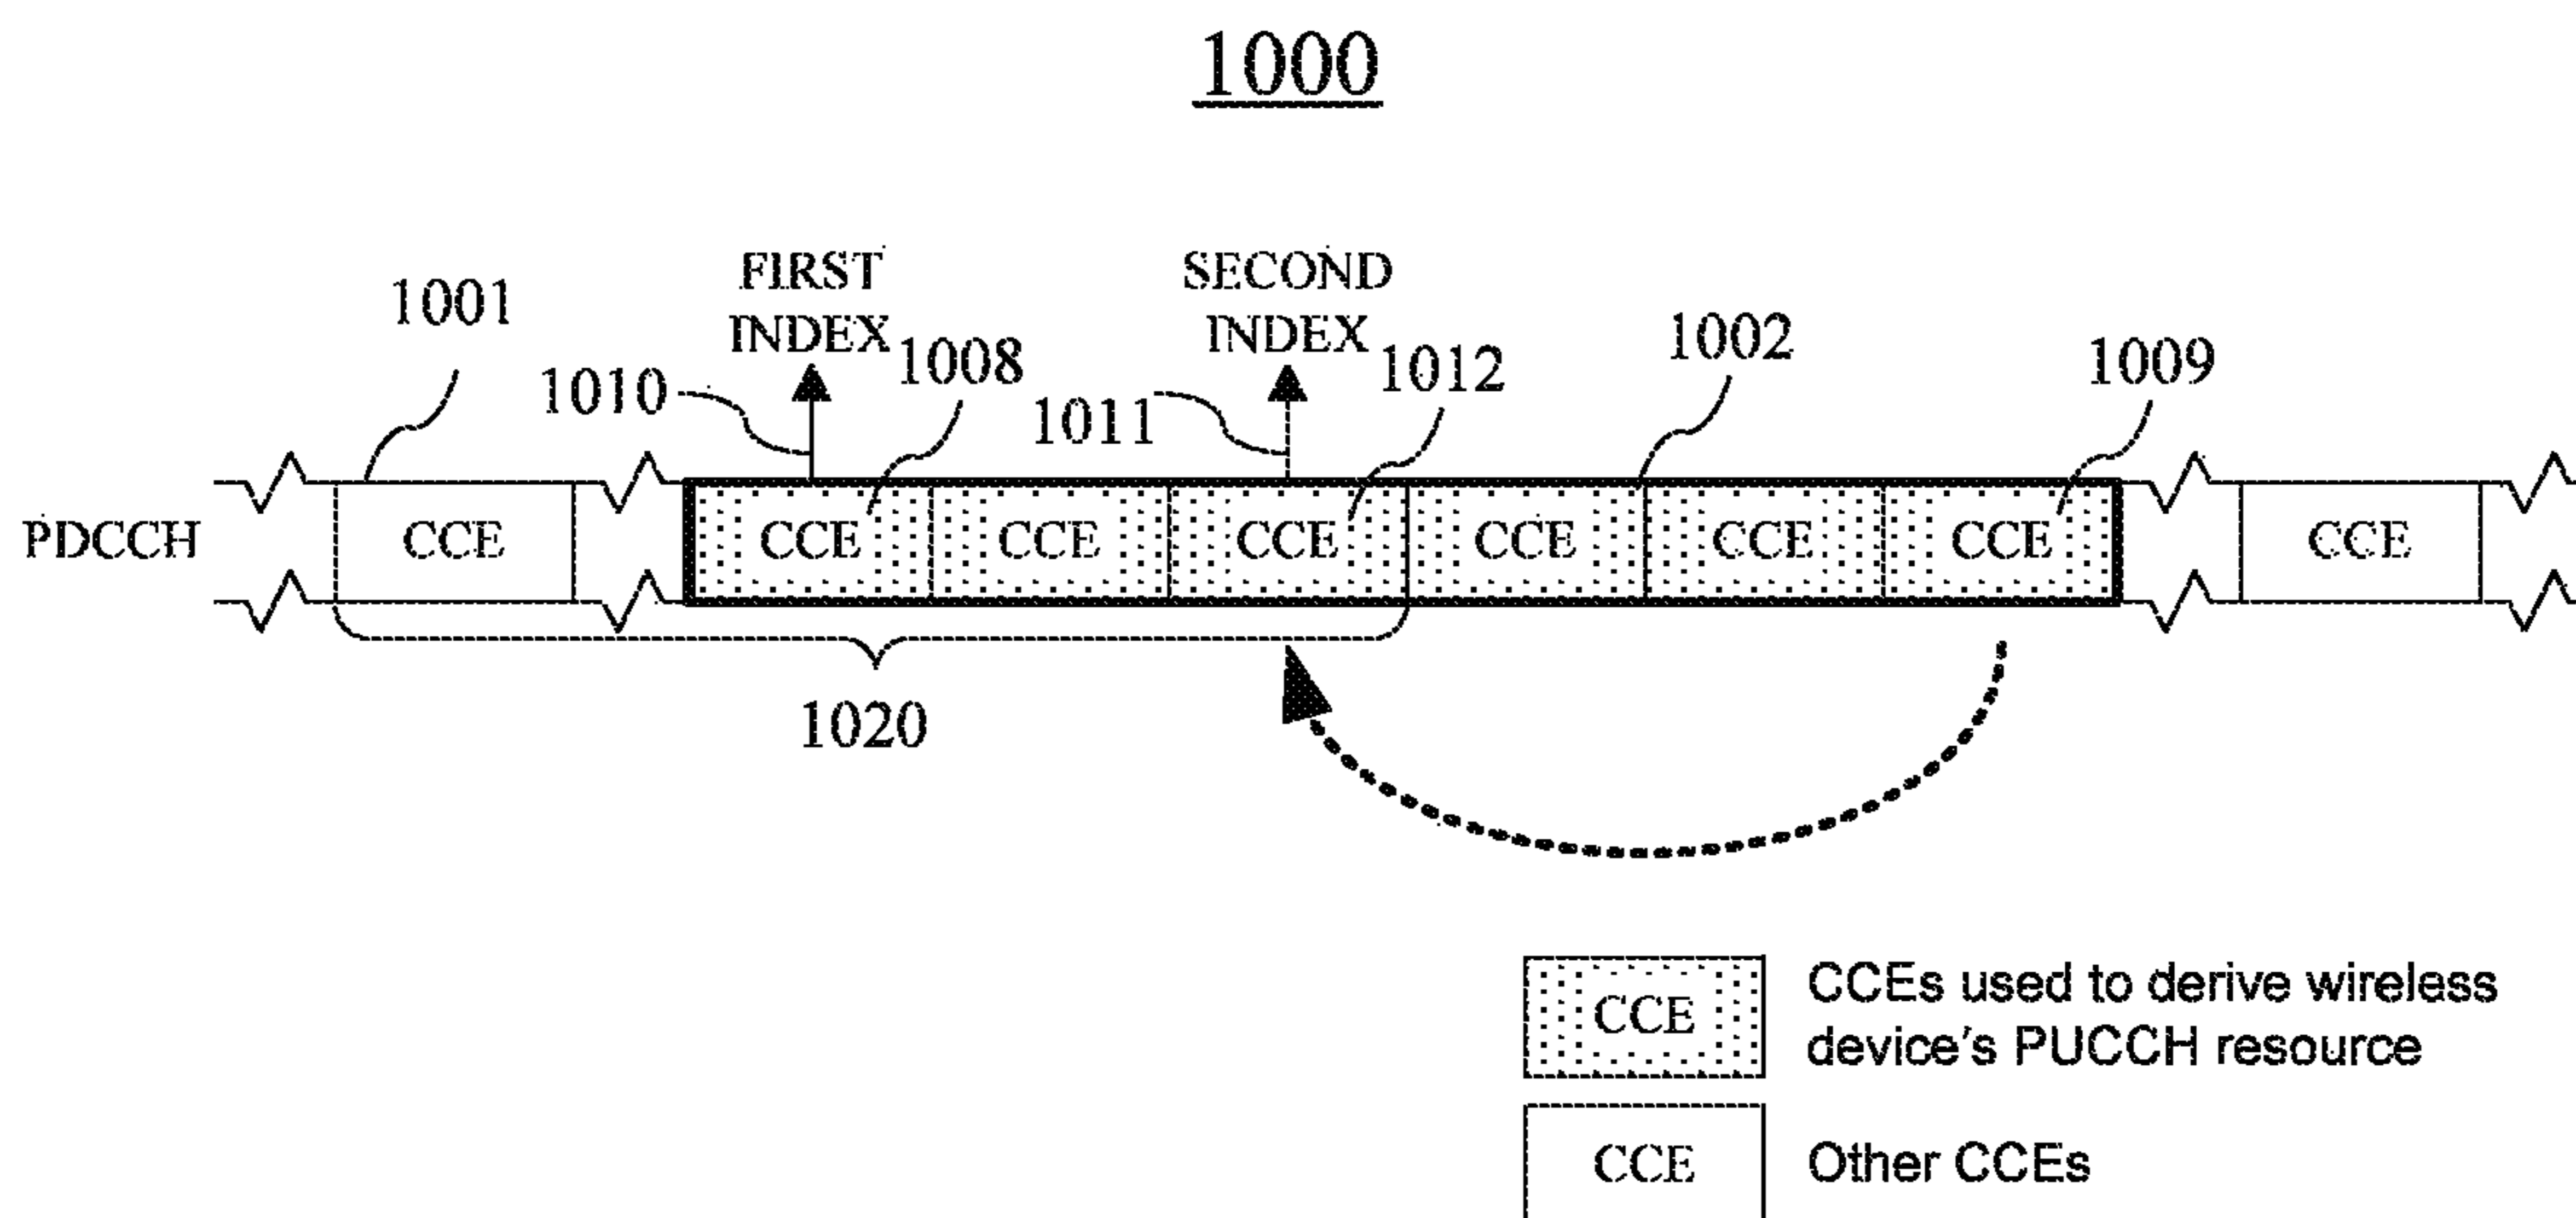 1000
FIRST
INDEX
SECOND
INDEX
1001
1010
1008
1011
1012
1002
1009
PDCCH
CCE
CCE
CCE
CCE
CCE
CCE
CCE
CCE
1020
CCE
CCEs used to derive wireless
device's PUCCH resource
CCE
Other CCEs